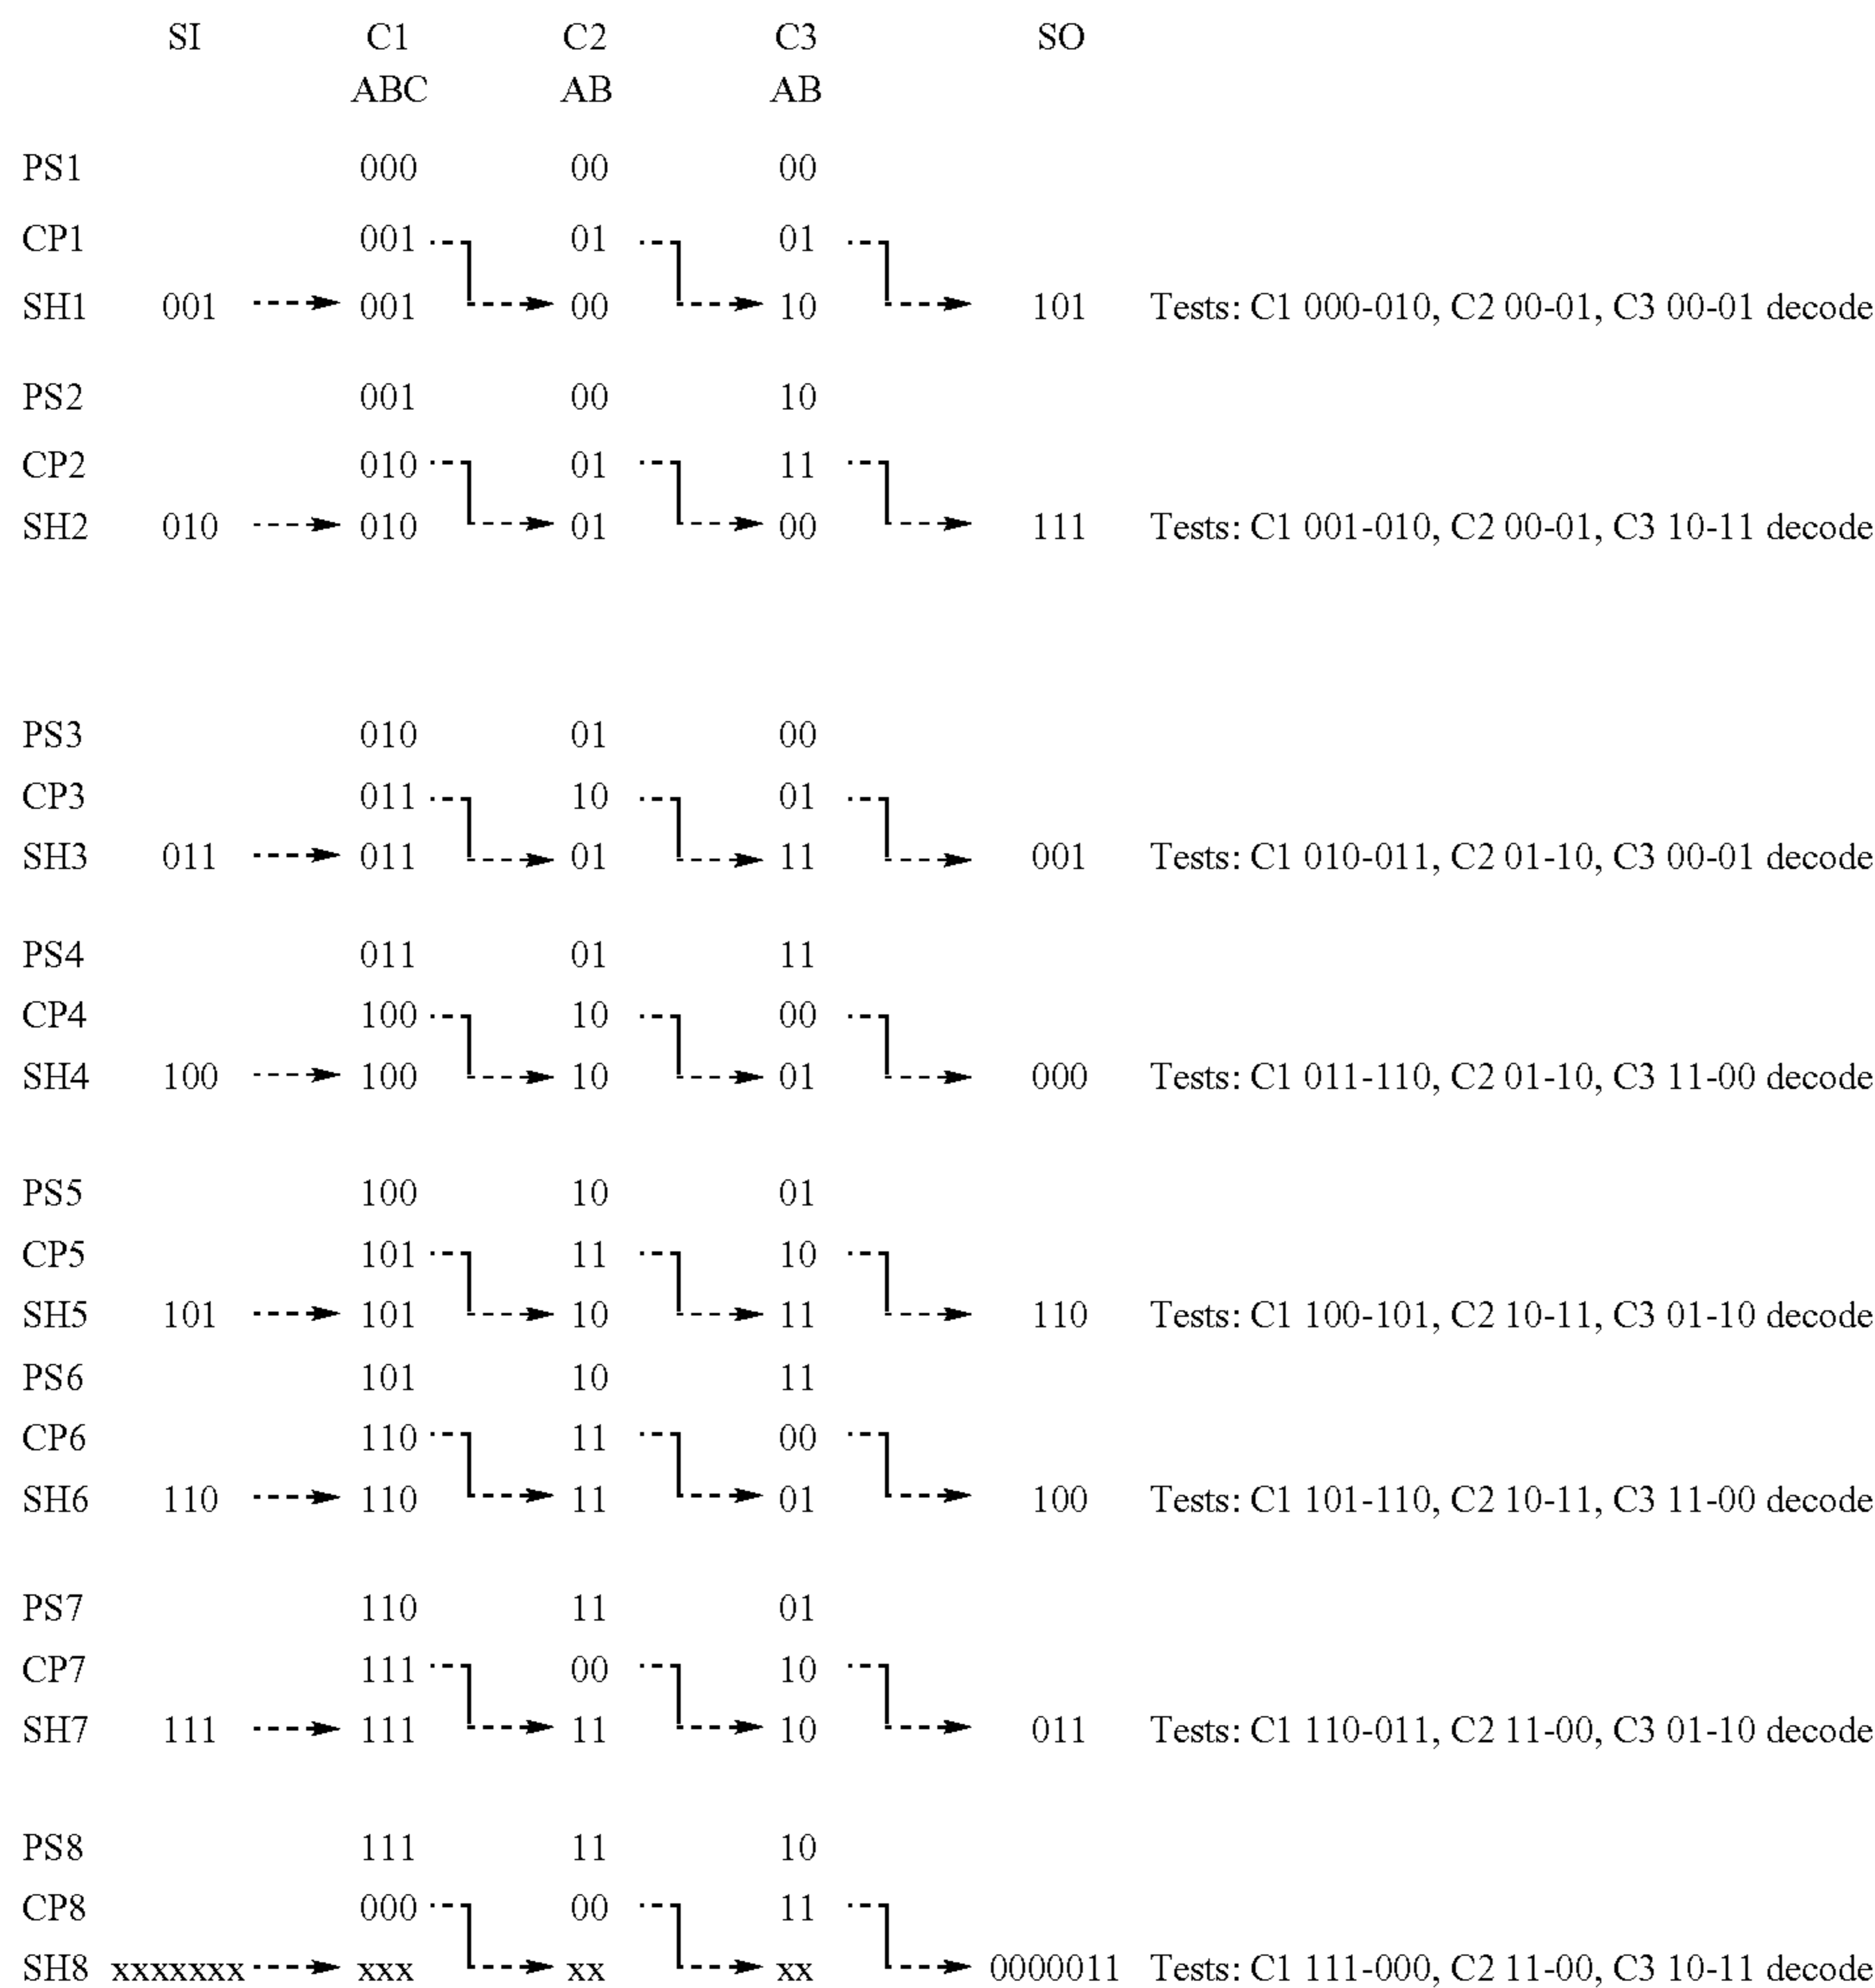 SI C1 C2 C3 SO
ABC AB AB
PS1 000 00 00
CP1 001 01 01
SH1 001 001 00 10 101 Tests: C1 000-010, C2 00-01, C3 00-01 decode
PS2 001 00 10
CP2 010 01 11
SH2 010 010 01 00 111 Tests: C1 001-010, C2 00-01, C3 10-11 decode
PS3 010 01 00
CP3 011 10 01
SH3 011 011 01 11 001 Tests: C1 010-011, C2 01-10, C3 00-01 decode
PS4 011 01 11
CP4 100 10 00
SH4 100 100 10 01 000 Tests: C1 011-110, C2 01-10, C3 11-00 decode
PS5 100 10 01
CP5 101 11 10
SH5 101 101 10 11 110 Tests: C1 100-101, C2 10-11, C3 01-10 decode
PS6 101 10 11
CP6 110 11 00
SH6 110 110 11 01 100 Tests: C1 101-110, C2 10-11, C3 11-00 decode
PS7 110 11 01
CP7 111 00 10
SH7 111 111 11 10 011 Tests: C1 110-011, C2 11-00, C3 01-10 decode
PS8 111 11 10
CP8 000 00 11
SH8 xxxxxxx xxx xx xx 0000011 Tests: C1 111-000, C2 11-00, C3 10-11 decode